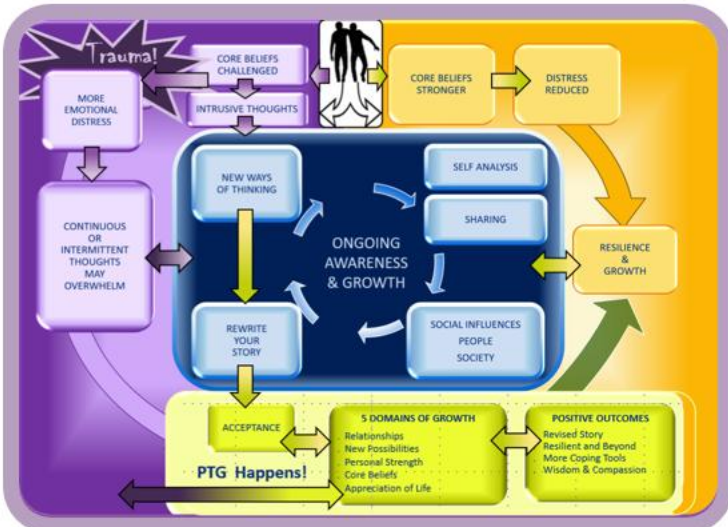 Trauma!
CORE BELIEFS
CHALLENGED
INTRUSIVE THOUGHTS
MORE
EMOTIONAL
DISTRESS
CONTINUOUS
OR
INTERMITTENT
THOUGHTS
MAY
OVERWHELM
CORE BELIEFS
STRONGER
DISTRESS
REDUCED
RESILIENCE
&
GROWTH
NEW WAYS
OF THINKING
SELF ANALYSIS
SHARING
ONGOING
AWARENESS
& GROWTH
REWRITE
YOUR
STORY
SOCIAL INFLUENCES
PEOPLE
SOCIETY
ACCEPTANCE
PTG Happens!
5 DOMAINS OF GROWTH
Relationships
New Possibilities
Personal Strength
Core Beliefs
Appreciation of Life
POSITIVE OUTCOMES
Revised Story
Resilient and Beyond
More Coping Tools
Wisdom & Compassion